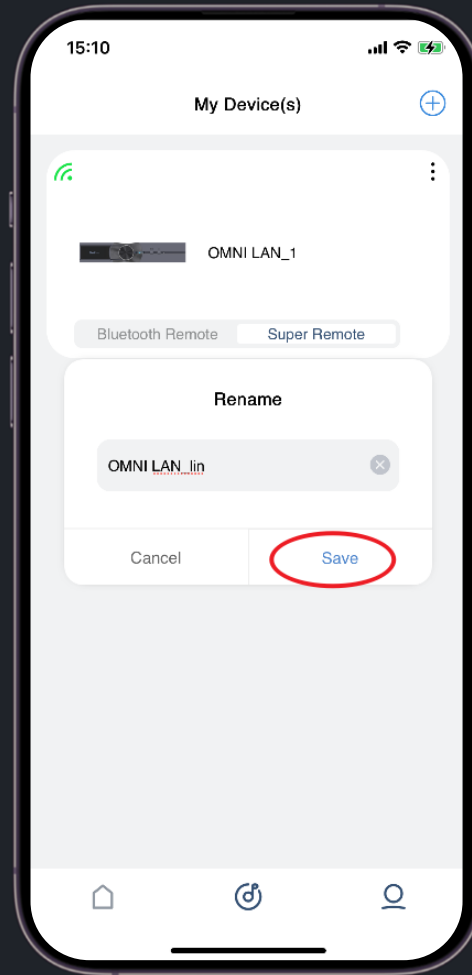 15:10
My Device(s)
OMNI LAN_1
Bluetooth Remote Super Remote
Rename
OMNI LAN_lin
Cancel Save